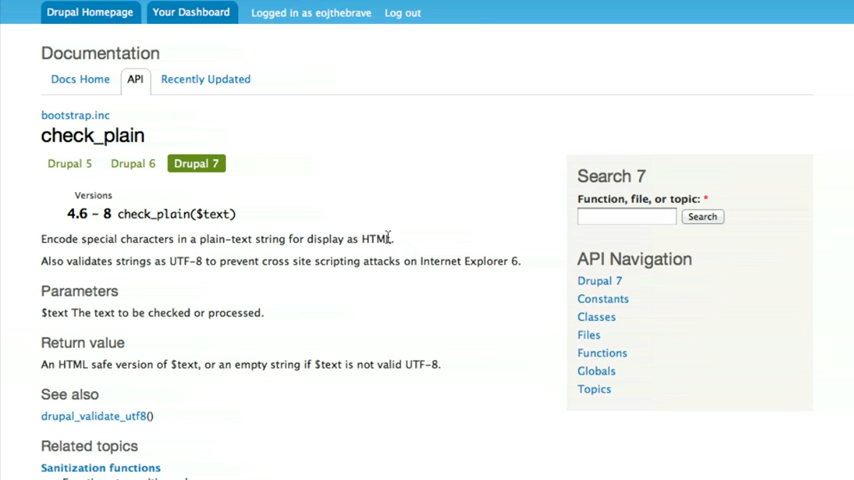 Drupal Homepage Your Dashboard Logged in as eojthebrave Log out
Documentation
Docs Home API Recently Updated
bootstrap.inc
check_plain
Drupal 5 Drupal 6 Drupal 7
Versions
4.6 – 8 check_plain($text)
Encode special characters in a plain-text string for display as HTML.
Also validates strings as UTF-8 to prevent cross site scripting attacks on Internet Explorer 6.
Parameters
$text The text to be checked or processed.
Return value
An HTML safe version of $text, or an empty string if $text is not valid UTF-8.
See also
drupal_validate_utf8()
Related topics
Sanitization functions
Search 7
Function, file, or topic: *
Search
API Navigation
Drupal 7
Constants
Classes
Files
Functions
Globals
Topics